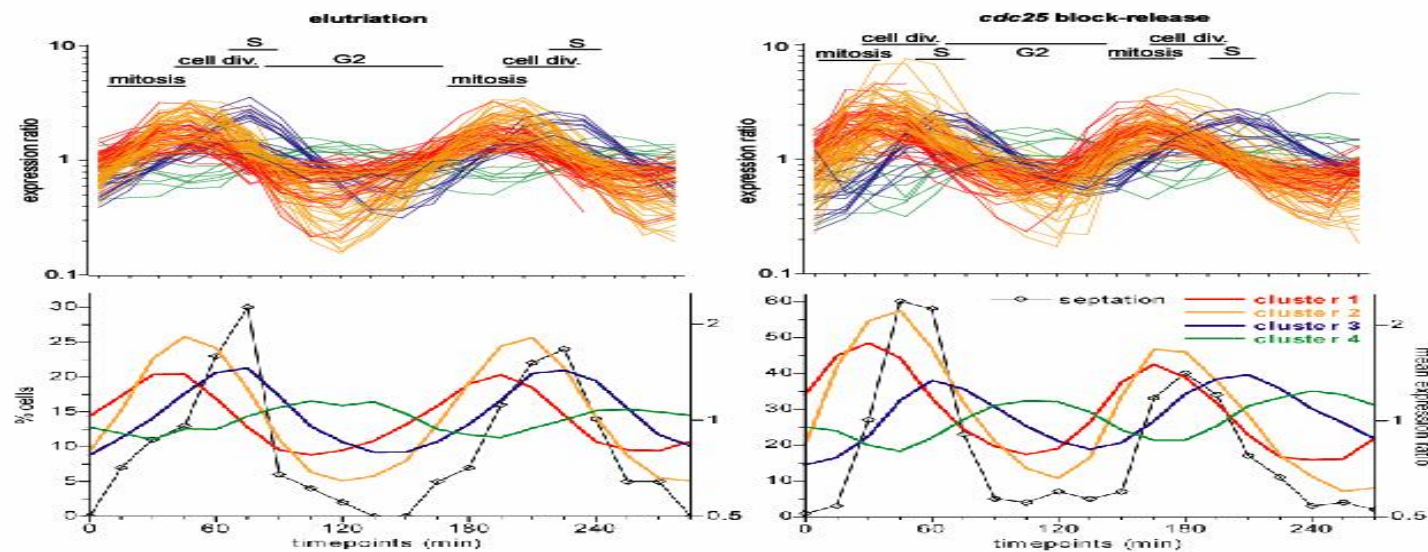 elutriation
S
S
cell div.
G2
cell div.
mitosis
mitosis
10
1
0.1
expression ratio
cdc25 block-release
cell div.
cell div.
mitosis
S
G2
mitosis
S
10
1
0.1
expression ratio
30
25
20
15
10
5
0
% cells
2
1
0.5
0
60
120
180
240
timepoints (min)
septation
cluster 1
cluster 2
cluster 3
cluster 4
60
50
40
30
20
10
0
2
1
0.5
mean expression ratio
0
60
120
180
240
timepoints (min)